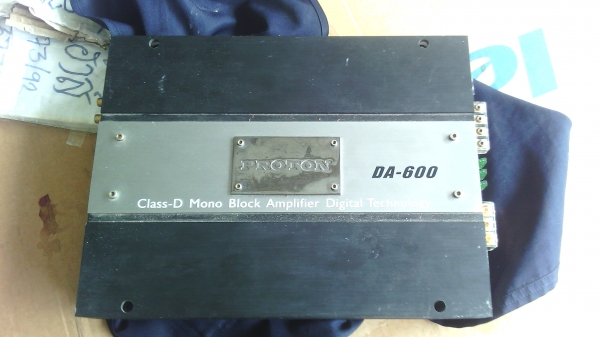 PROTON
DA-600
Class-D Mono Block Amplifier Digital Technology